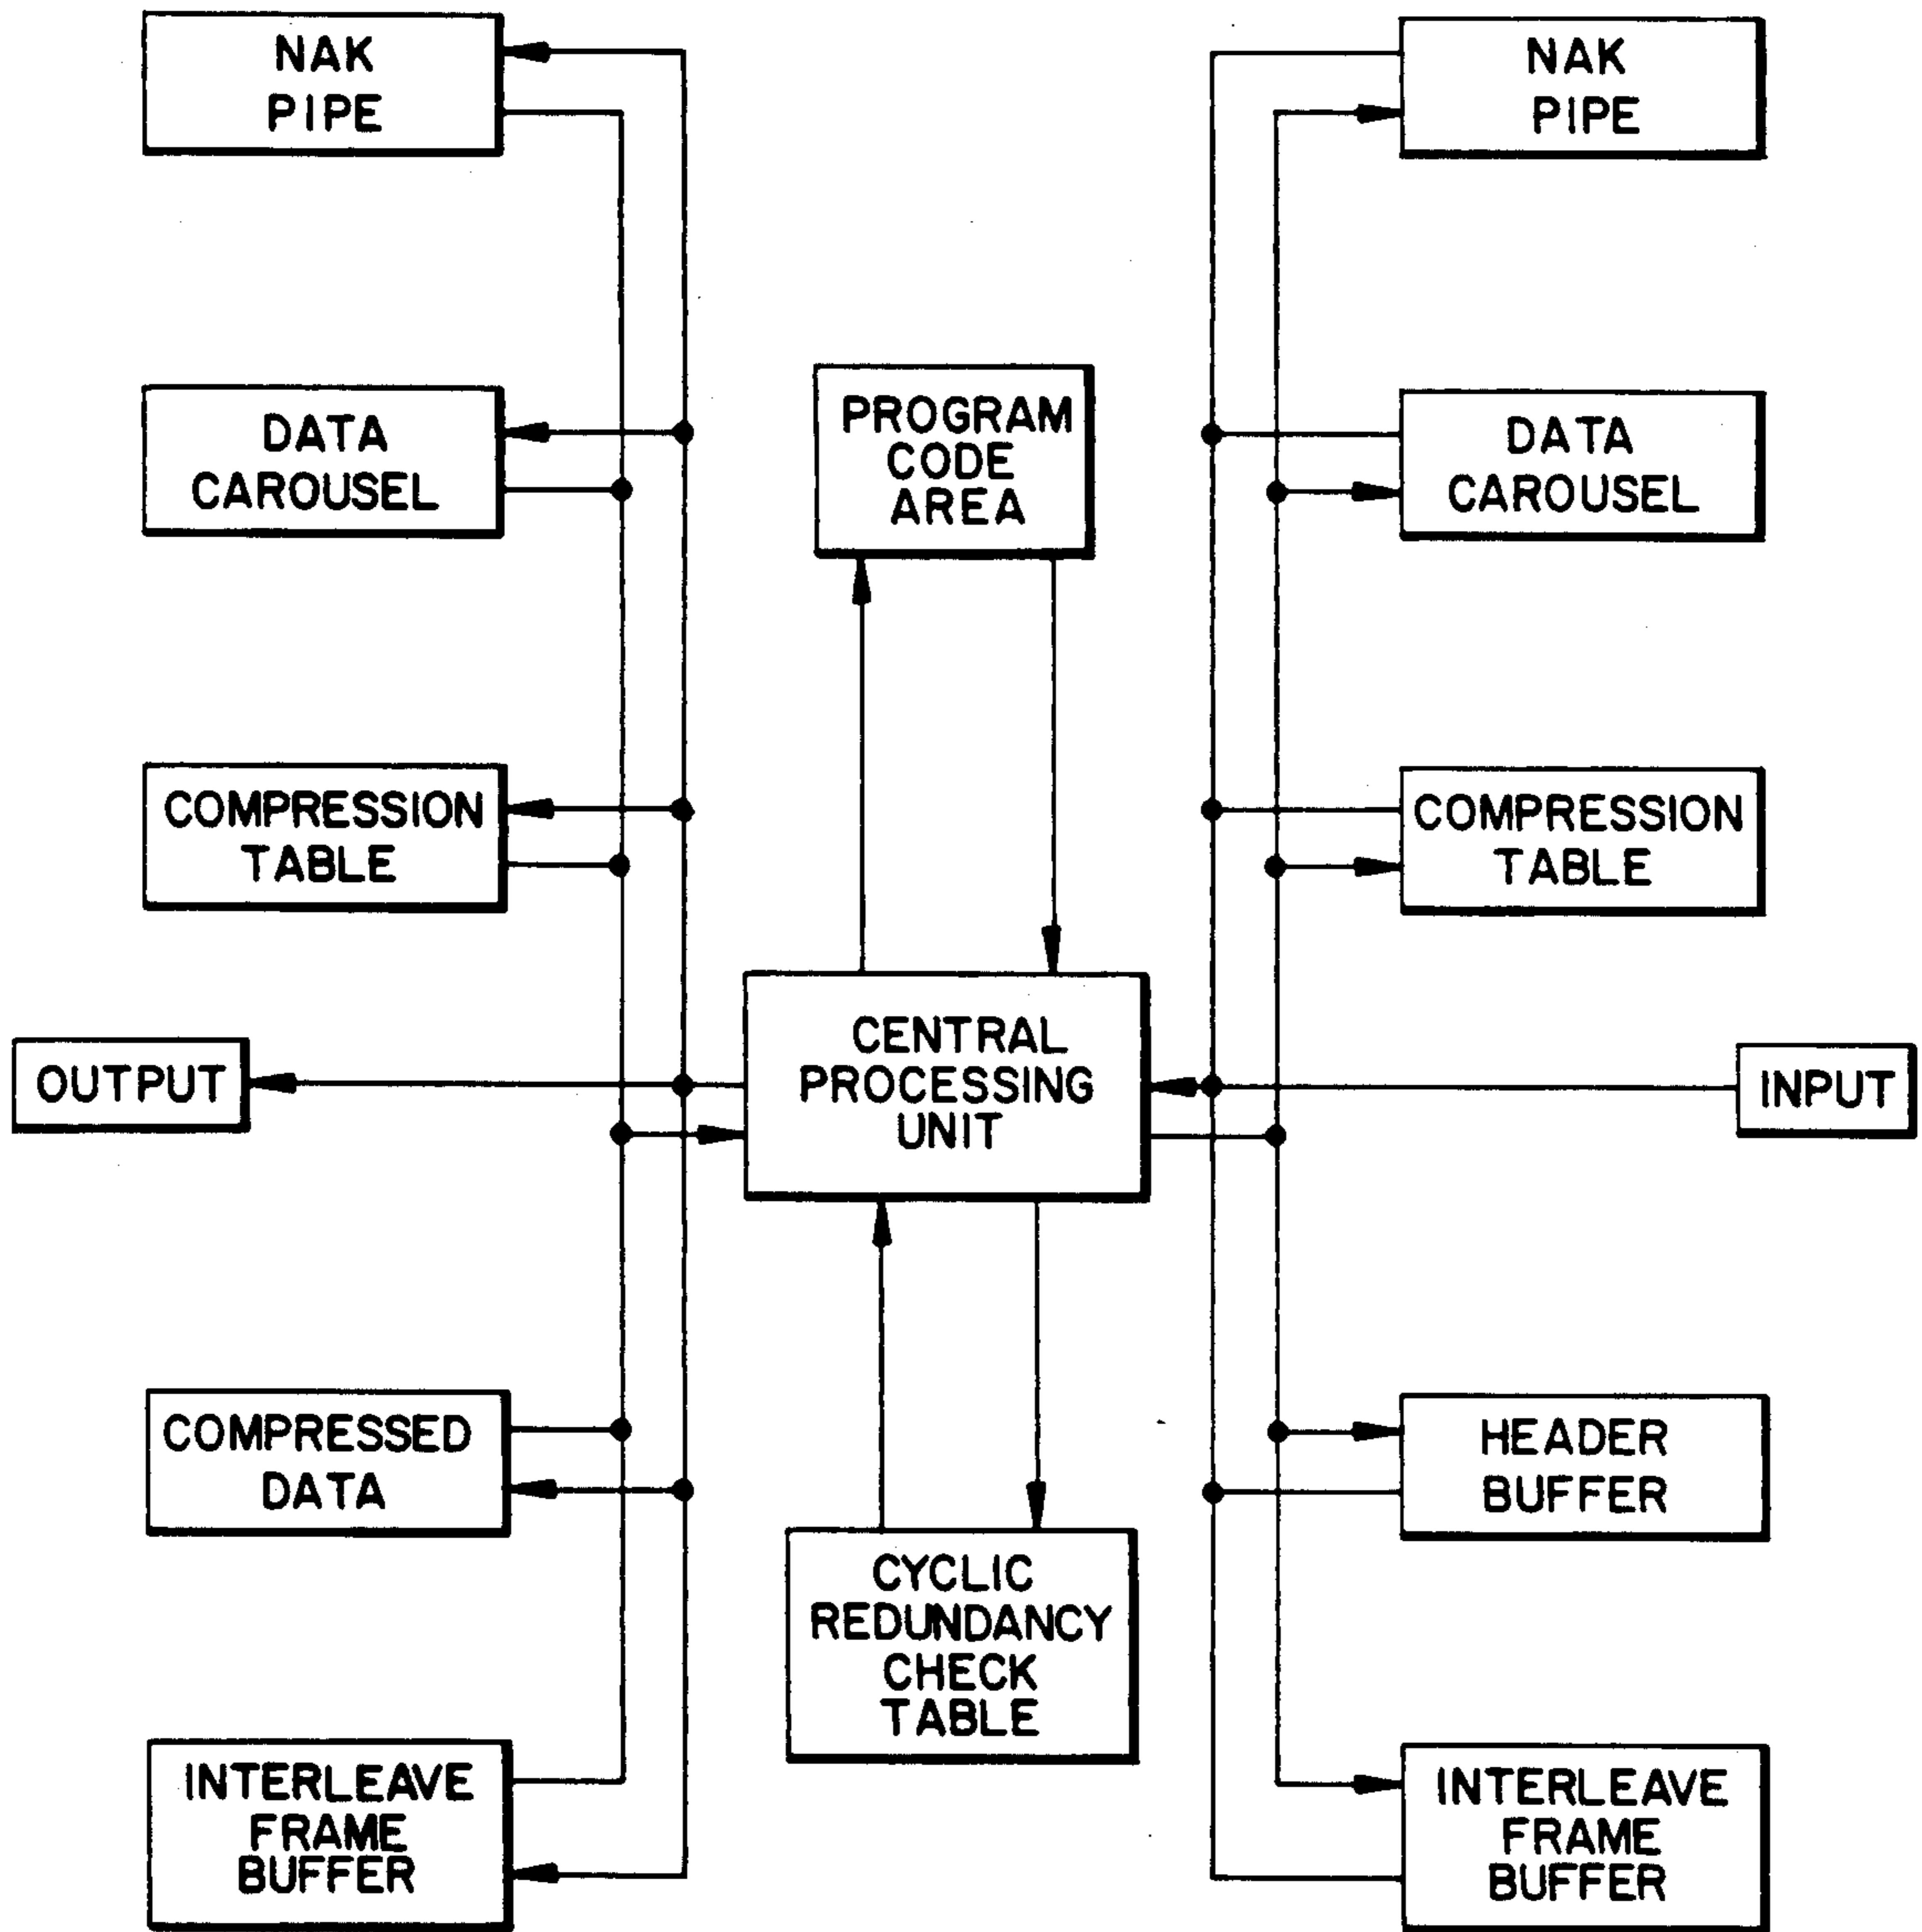 NAK
PIPE
NAK
PIPE
DATA
CAROUSEL
PROGRAM
CODE
AREA
DATA
CAROUSEL
COMPRESSION
TABLE
COMPRESSION
TABLE
OUTPUT
CENTRAL
PROCESSING
UNIT
INPUT
COMPRESSED
DATA
HEADER
BUFFER
CYCLIC
REDUNDANCY
CHECK
TABLE
INTERLEAVE
FRAME
BUFFER
INTERLEAVE
FRAME
BUFFER